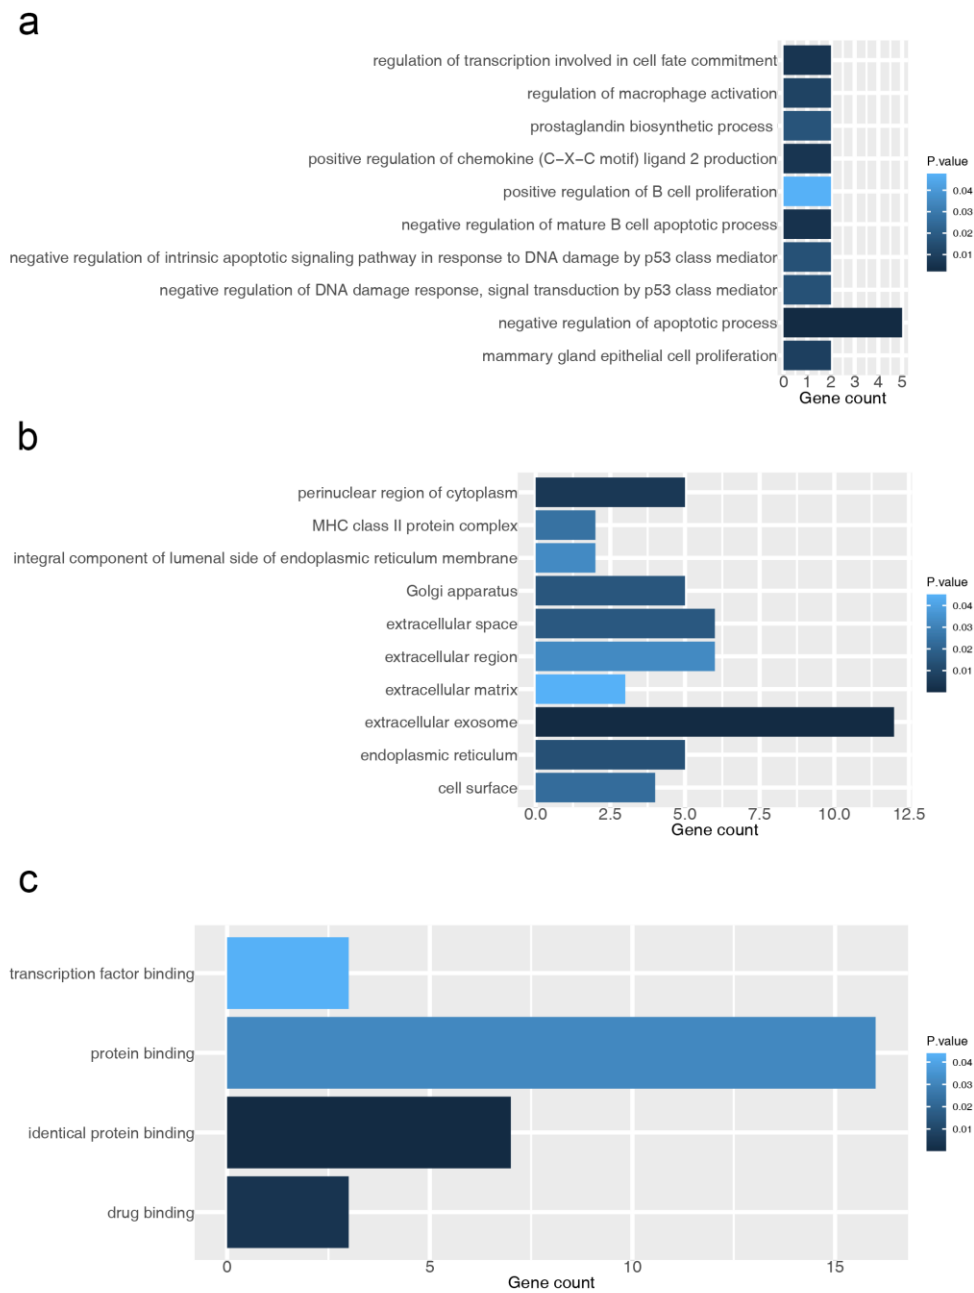 a
regulation of transcription involved in cell fate commitment
regulation of macrophage activation
prostaglandin biosynthetic process
positive regulation of chemokine (C−X−C motif) ligand 2 production
positive regulation of B cell proliferation
negative regulation of mature B cell apoptotic process
negative regulation of intrinsic apoptotic signaling pathway in response to DNA damage by p53 class mediator
negative regulation of DNA damage response, signal transduction by p53 class mediator
negative regulation of apoptotic process
mammary gland epithelial cell proliferation
0 1 2 3 4 5
Gene count
P.value
0.04
0.03
0.02
0.01
b
perinuclear region of cytoplasm
MHC class II protein complex
integral component of lumenal side of endoplasmic reticulum membrane
Golgi apparatus
extracellular space
extracellular region
extracellular matrix
extracellular exosome
endoplasmic reticulum
cell surface
0.0 2.5 5.0 7.5 10.0 12.5
Gene count
P.value
0.04
0.03
0.02
0.01
c
transcription factor binding
protein binding
identical protein binding
drug binding
0 5 10 15
Gene count
P.value
0.04
0.03
0.02
0.01